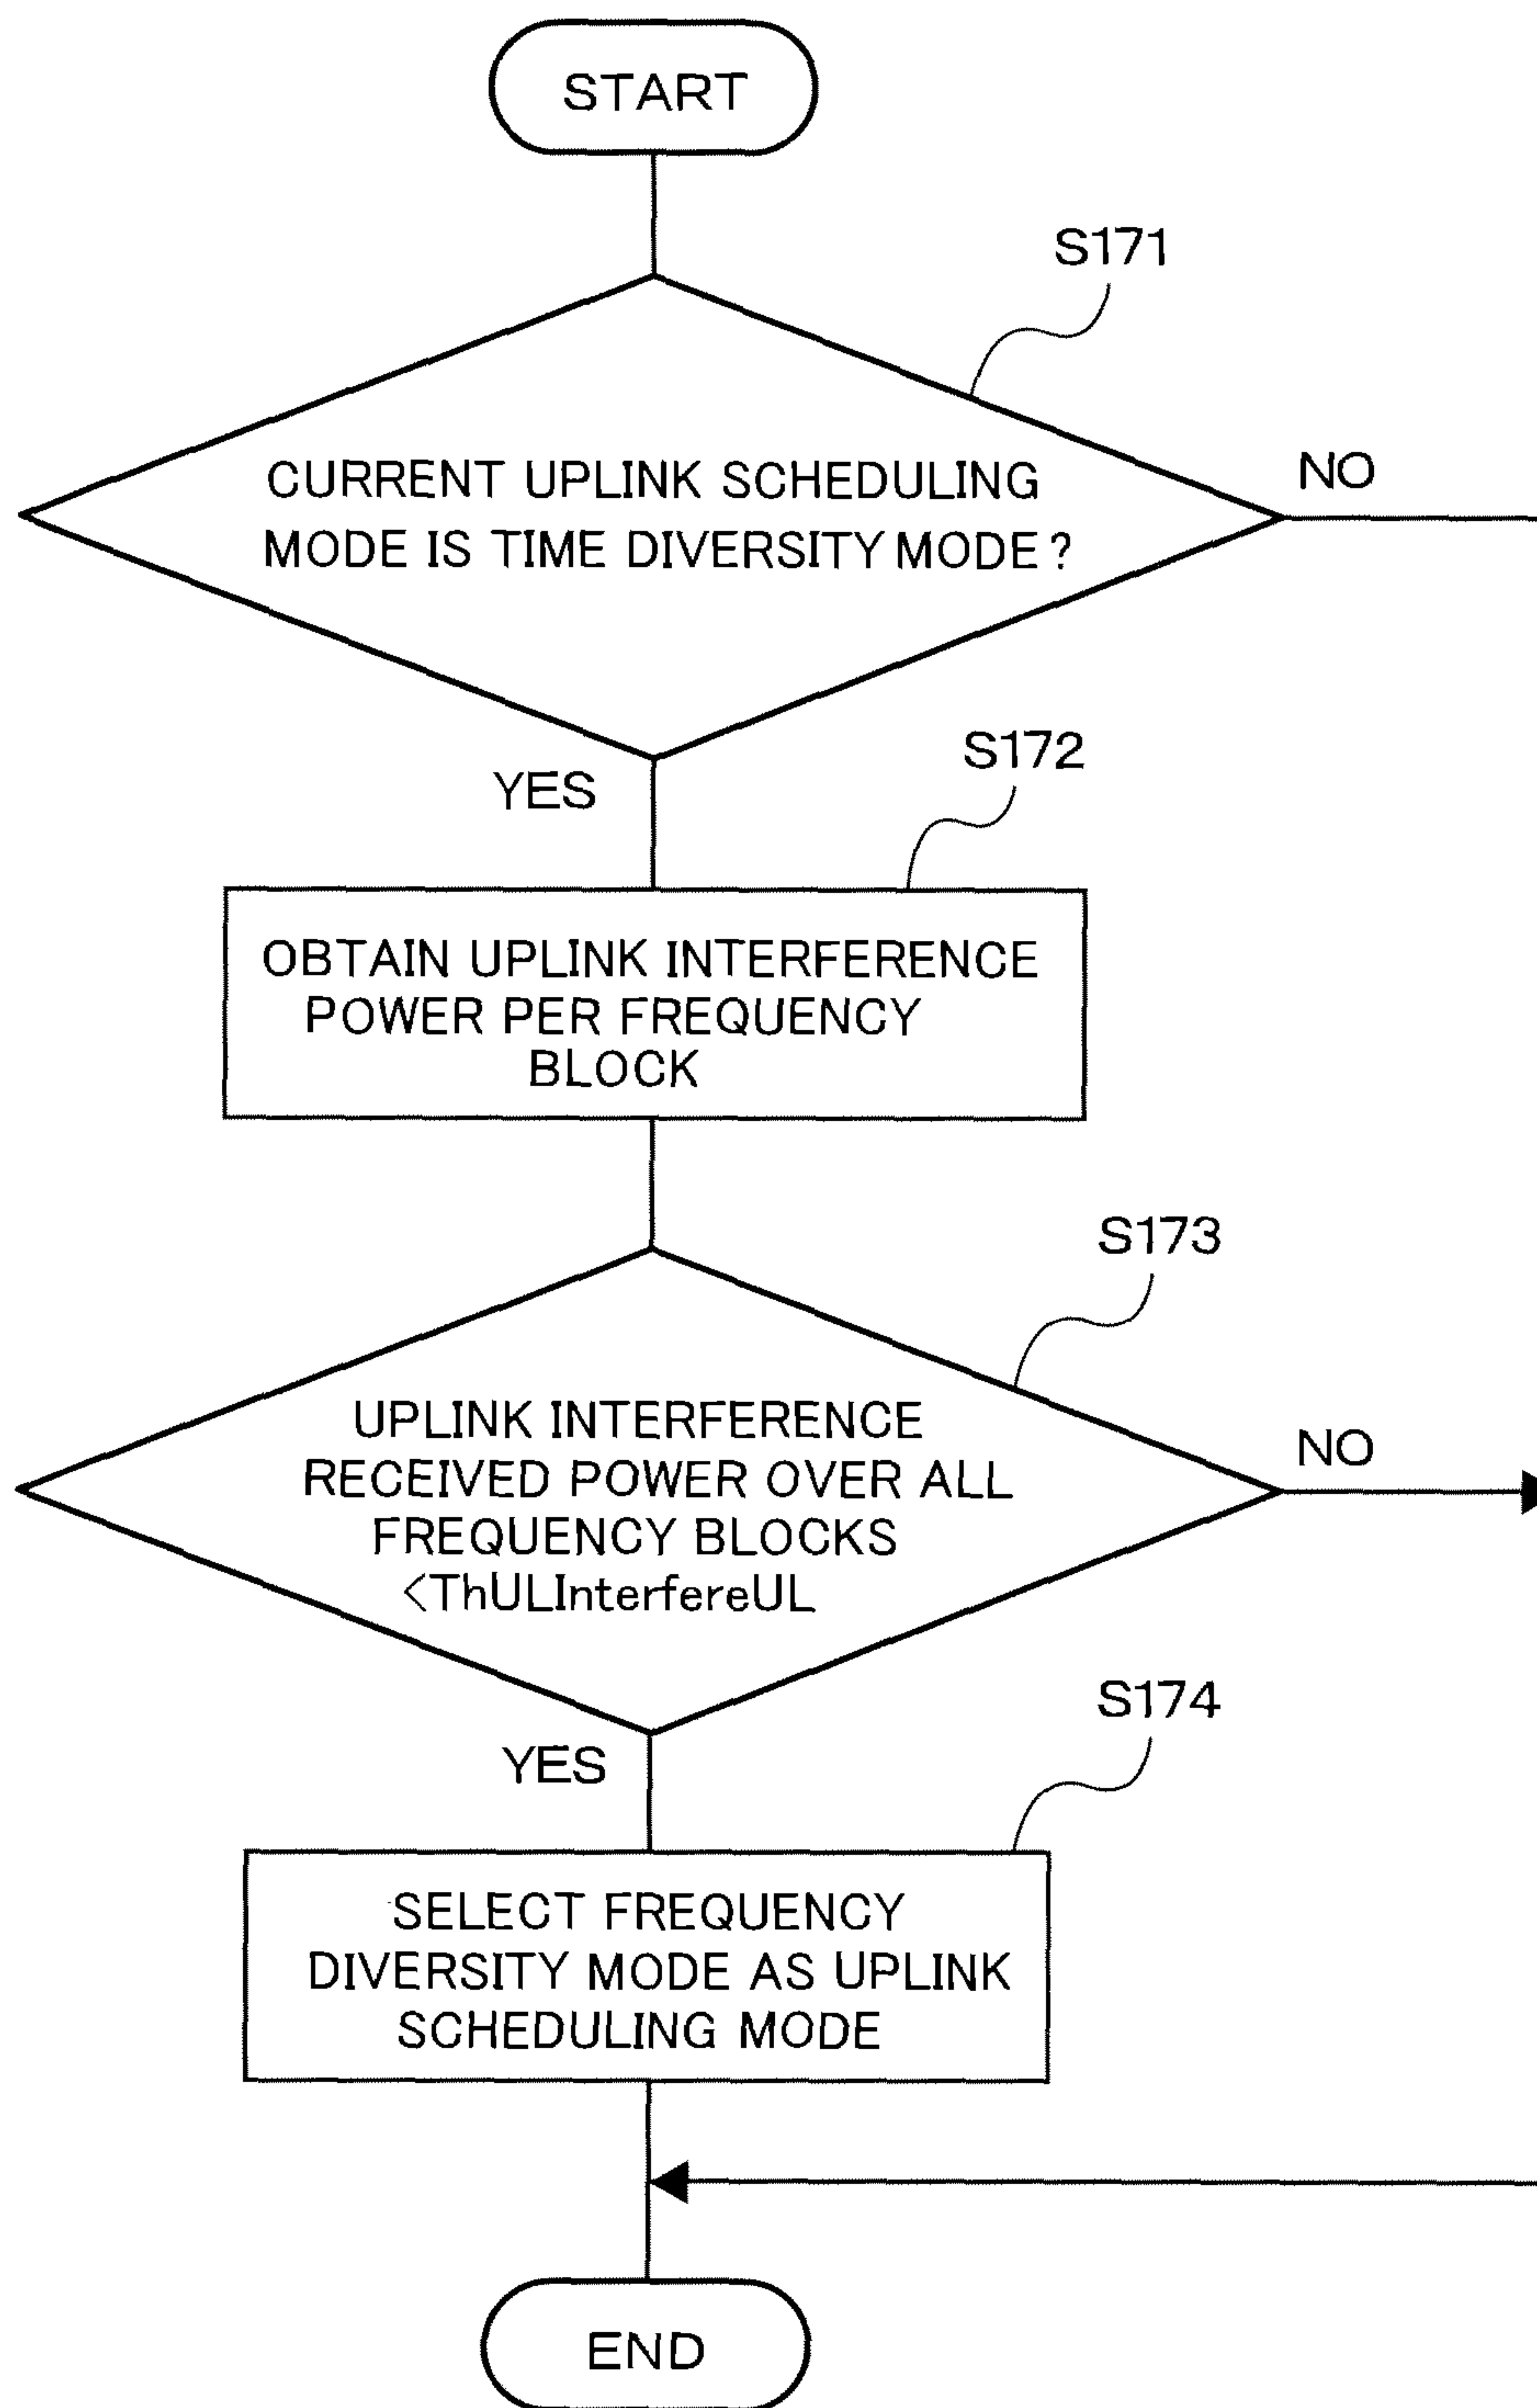 START
S171
CURRENT UPLINK SCHEDULING
MODE IS TIME DIVERSITY MODE?
NO
YES
S172
OBTAIN UPLINK INTERFERENCE
POWER PER FREQUENCY
BLOCK
S173
UPLINK INTERFERENCE
RECEIVED POWER OVER ALL
FREQUENCY BLOCKS
<ThULInterfereUL
NO
YES
S174
SELECT FREQUENCY
DIVERSITY MODE AS UPLINK
SCHEDULING MODE
END